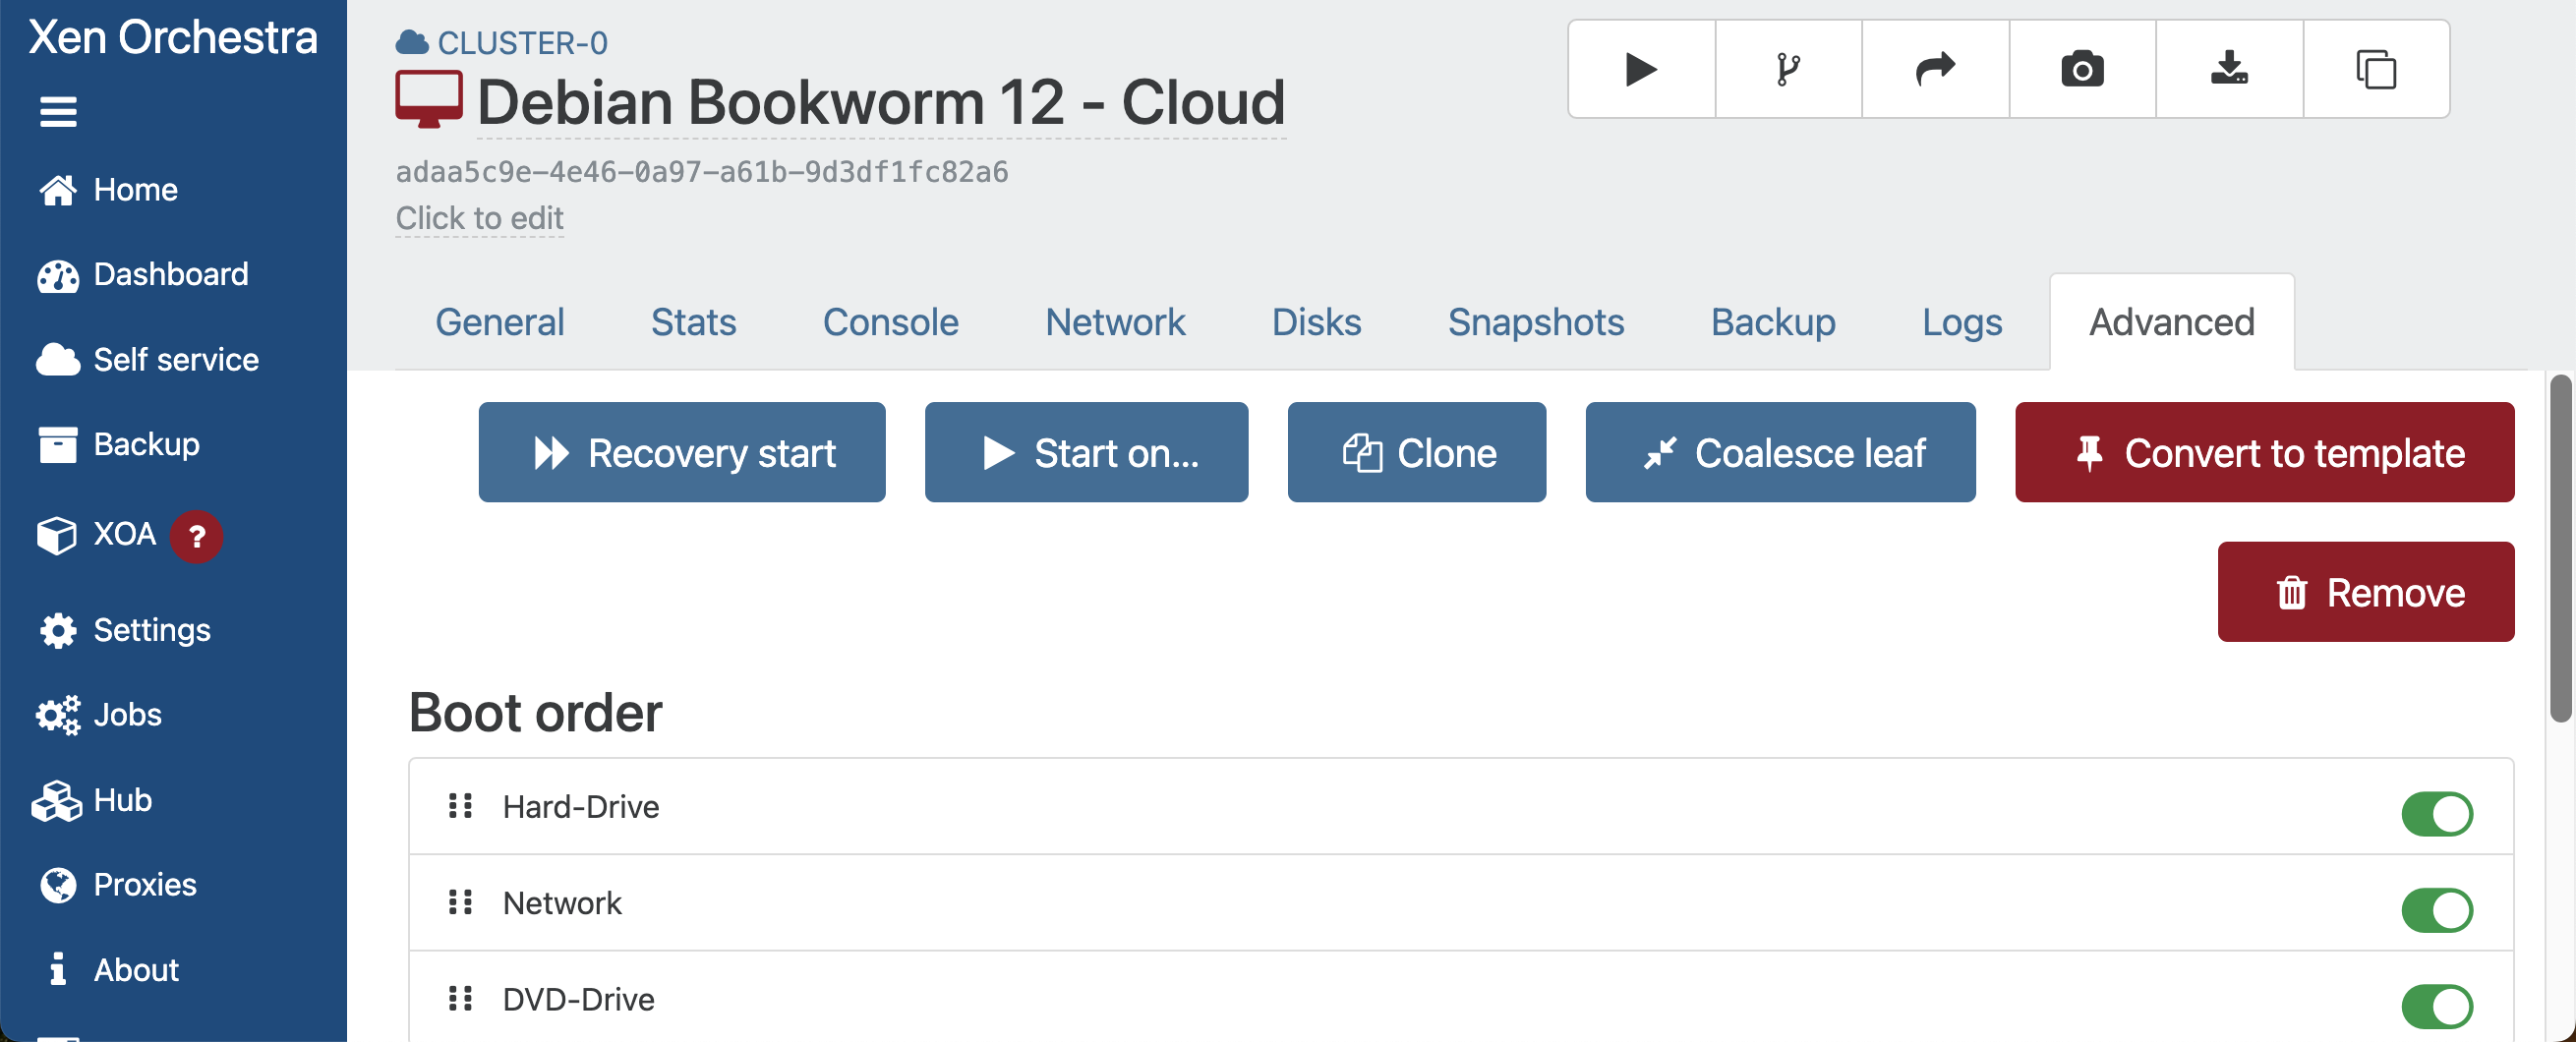 Xen Orchestra
Home
Dashboard
Self service
Backup
XOA ?
Settings
Jobs
Hub
Proxies
About
CLUSTER-0
Debian Bookworm 12 - Cloud
adaa5c9e-4e46-0a97-a61b-9d3df1fc82a6
Click to edit
General Stats Console Network Disks Snapshots Backup Logs Advanced
Recovery start Start on... Clone Coalesce leaf Convert to template
Remove
Boot order
Hard-Drive
Network
DVD-Drive